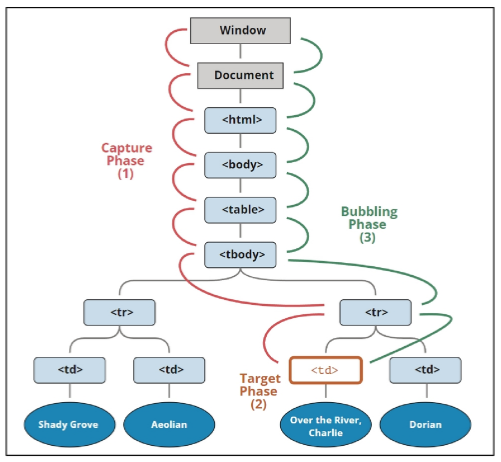 Window
Document
<html>
Capture
Phase
(1)
<body>
<table>
Bubbling
Phase
(3)
<tbody>
<tr>
<tr>
<td>
<td>
Target
Phase
(2)
<td>
<td>
Shady Grove
Aeolian
Over the River,
Charlie
Dorian